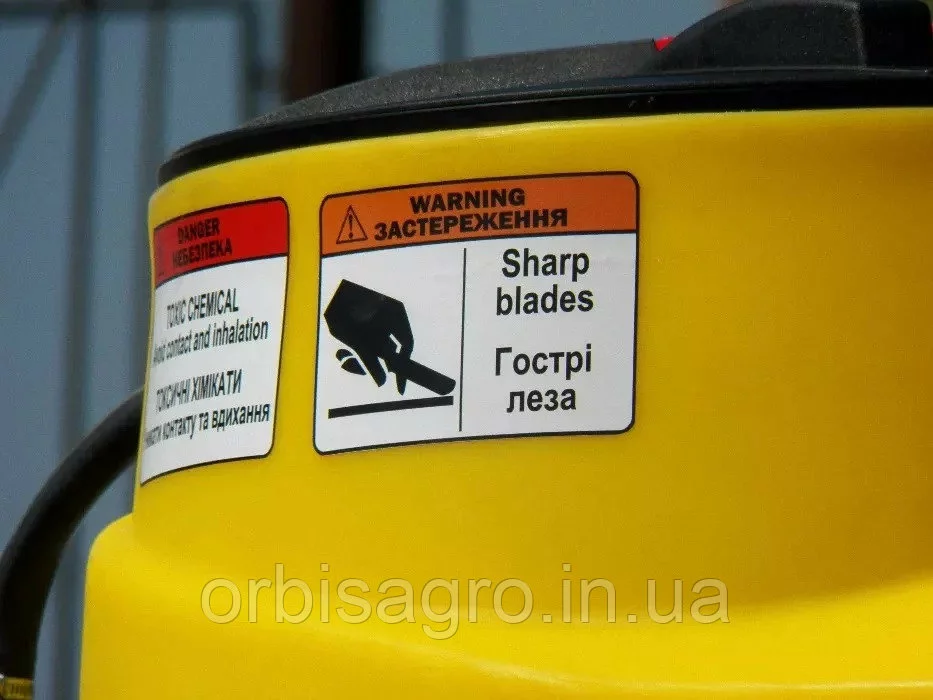 DANGER
НЕБЕЗПЕКА
TOXIC CHEMICAL
contact and inhalation
ТОКСИЧНІ ХІМІКАТИ
контакту та вдихання
WARNING
ЗАСТЕРЕЖЕННЯ
Sharp
blades
Гострі
леза
orbisagro.in.ua